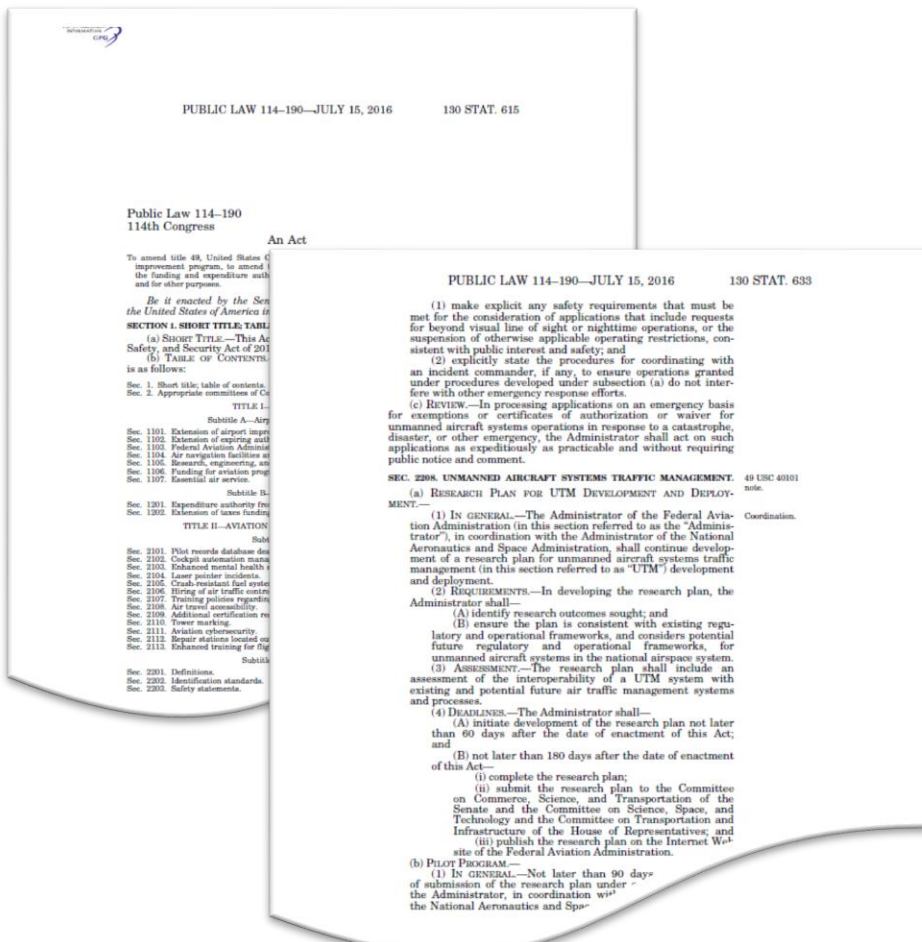 INFORMATION
GPO
PUBLIC LAW 114–190—JULY 15, 2016 130 STAT. 615
Public Law 114–190
114th Congress
An Act
To amend title 49, United States C
improvement program, to amend
the funding and expenditure auth
and for other purposes.
Be it enacted by the Sen
the United States of America in
SECTION 1. SHORT TITLE; TABL
(a) SHORT TITLE.—This Ac
Safety, and Security Act of 201
(b) TABLE OF CONTENTS.
is as follows:
Sec. 1. Short title; table of contents.
Sec. 2. Appropriate committees of Co
TITLE I—
Subtitle A—Airp
Sec. 1101. Extension of airport impro
Sec. 1102. Extension of expiring auth
Sec. 1103. Federal Aviation Adminis
Sec. 1104. Air navigation facilities a
Sec. 1105. Research, engineering, an
Sec. 1106. Funding for aviation prog
Sec. 1107. Essential air service.
Subtitle B—
Sec. 1201. Expenditure authority fro
Sec. 1202. Extension of taxes funding
TITLE II—AVIATION
Subt
Sec. 2101. Pilot records database dea
Sec. 2102. Cockpit automation mana
Sec. 2103. Enhanced mental health s
Sec. 2104. Laser pointer incidents.
Sec. 2105. Crash-resistant fuel syste
Sec. 2106. Hiring of air traffic contro
Sec. 2107. Training policies regardin
Sec. 2108. Air travel accessibility.
Sec. 2109. Additional certification re
Sec. 2110. Tower marking.
Sec. 2111. Aviation cybersecurity.
Sec. 2112. Repair stations located ou
Sec. 2113. Enhanced training for flig
Subtitle
Sec. 2201. Definitions.
Sec. 2202. Identification standards.
Sec. 2203. Safety statements.
PUBLIC LAW 114–190—JULY 15, 2016 130 STAT. 633
(1) make explicit any safety requirements that must be
met for the consideration of applications that include requests
for beyond visual line of sight or nighttime operations, or the
suspension of otherwise applicable operating restrictions, con-
sistent with public interest and safety; and
(2) explicitly state the procedures for coordinating with
an incident commander, if any, to ensure operations granted
under procedures developed under subsection (a) do not inter-
fere with other emergency response efforts.
(c) REVIEW.—In processing applications on an emergency basis
for exemptions or certificates of authorization or waiver for
unmanned aircraft systems operations in response to a catastrophe,
disaster, or other emergency, the Administrator shall act on such
applications as expeditiously as practicable and without requiring
public notice and comment.
SEC. 2208. UNMANNED AIRCRAFT SYSTEMS TRAFFIC MANAGEMENT. 49 USC 40101
note.
(a) RESEARCH PLAN FOR UTM DEVELOPMENT AND DEPLOY-
MENT.—
(1) IN GENERAL.—The Administrator of the Federal Avia- Coordination.
tion Administration (in this section referred to as the “Adminis-
trator”), in coordination with the Administrator of the National
Aeronautics and Space Administration, shall continue develop-
ment of a research plan for unmanned aircraft systems traffic
management (in this section referred to as “UTM”) development
and deployment.
(2) REQUIREMENTS.—In developing the research plan, the
Administrator shall—
(A) identify research outcomes sought; and
(B) ensure the plan is consistent with existing regu-
latory and operational frameworks, and considers potential
future regulatory and operational frameworks, for
unmanned aircraft systems in the national airspace system.
(3) ASSESSMENT.—The research plan shall include an
assessment of the interoperability of a UTM system with
existing and potential future air traffic management systems
and processes.
(4) DEADLINES.—The Administrator shall—
(A) initiate development of the research plan not later
than 60 days after the date of enactment of this Act;
and
(B) not later than 180 days after the date of enactment
of this Act—
(i) complete the research plan;
(ii) submit the research plan to the Committee
on Commerce, Science, and Transportation of the
Senate and the Committee on Science, Space, and
Technology and the Committee on Transportation and
Infrastructure of the House of Representatives; and
(iii) publish the research plan on the Internet Web
site of the Federal Aviation Administration.
(b) PILOT PROGRAM.—
(1) IN GENERAL.—Not later than 90 days
of submission of the research plan under
the Administrator, in coordination with
the National Aeronautics and Spa